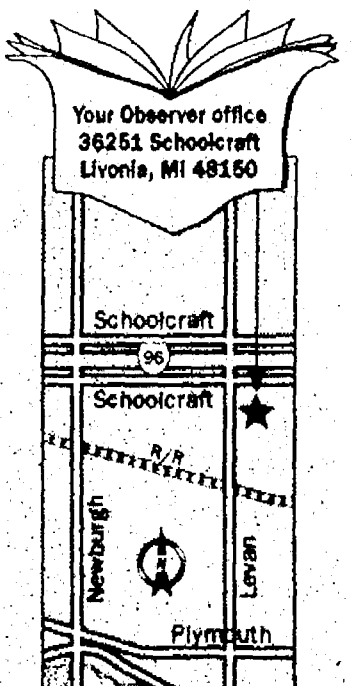 Your Observer office
36251 Schoolcraft
Livonia, MI 48150
Schoolcraft
96
Schoolcraft
R/R
Newburgh
Levan
Plymouth